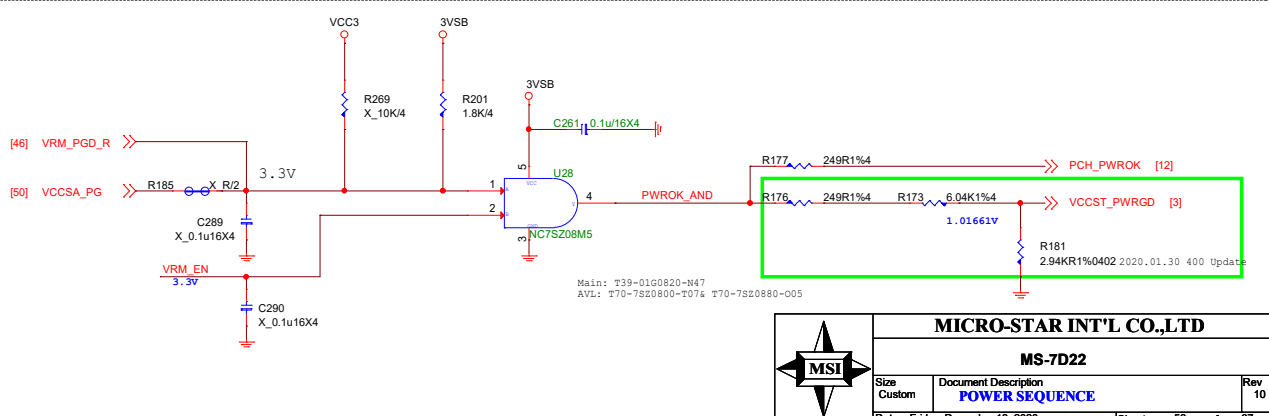 VCC3
3VSB
3VSB
R269
X_10K/4
R201
1.8K/4
C261 0.1u/16X4
[46] VRM_PGD_R
[50] VCCSA_PG
R185
X_R/2
3.3V
1
2
5
VCC
U28
A
B
Y
4
GND
3
NC7SZ08M5
PWROK_AND
R177
249R1%4
PCH_PWROK [12]
R176
249R1%4
R173
6.04K1%4
VCCST_PWRGD [3]
1.01661V
R181
2.94KR1%0402 2020.01.30 400 Update
C289
X_0.1u16X4
VRM_EN
3.3V
C290
X_0.1u16X4
Main: T39-01G0820-N47
AVL: T70-7SZ0800-T07& T70-7SZ0880-O05
MSI
MICRO-STAR INT'L CO.,LTD
MS-7D22
Size
Custom
Document Description
POWER SEQUENCE
Rev
10